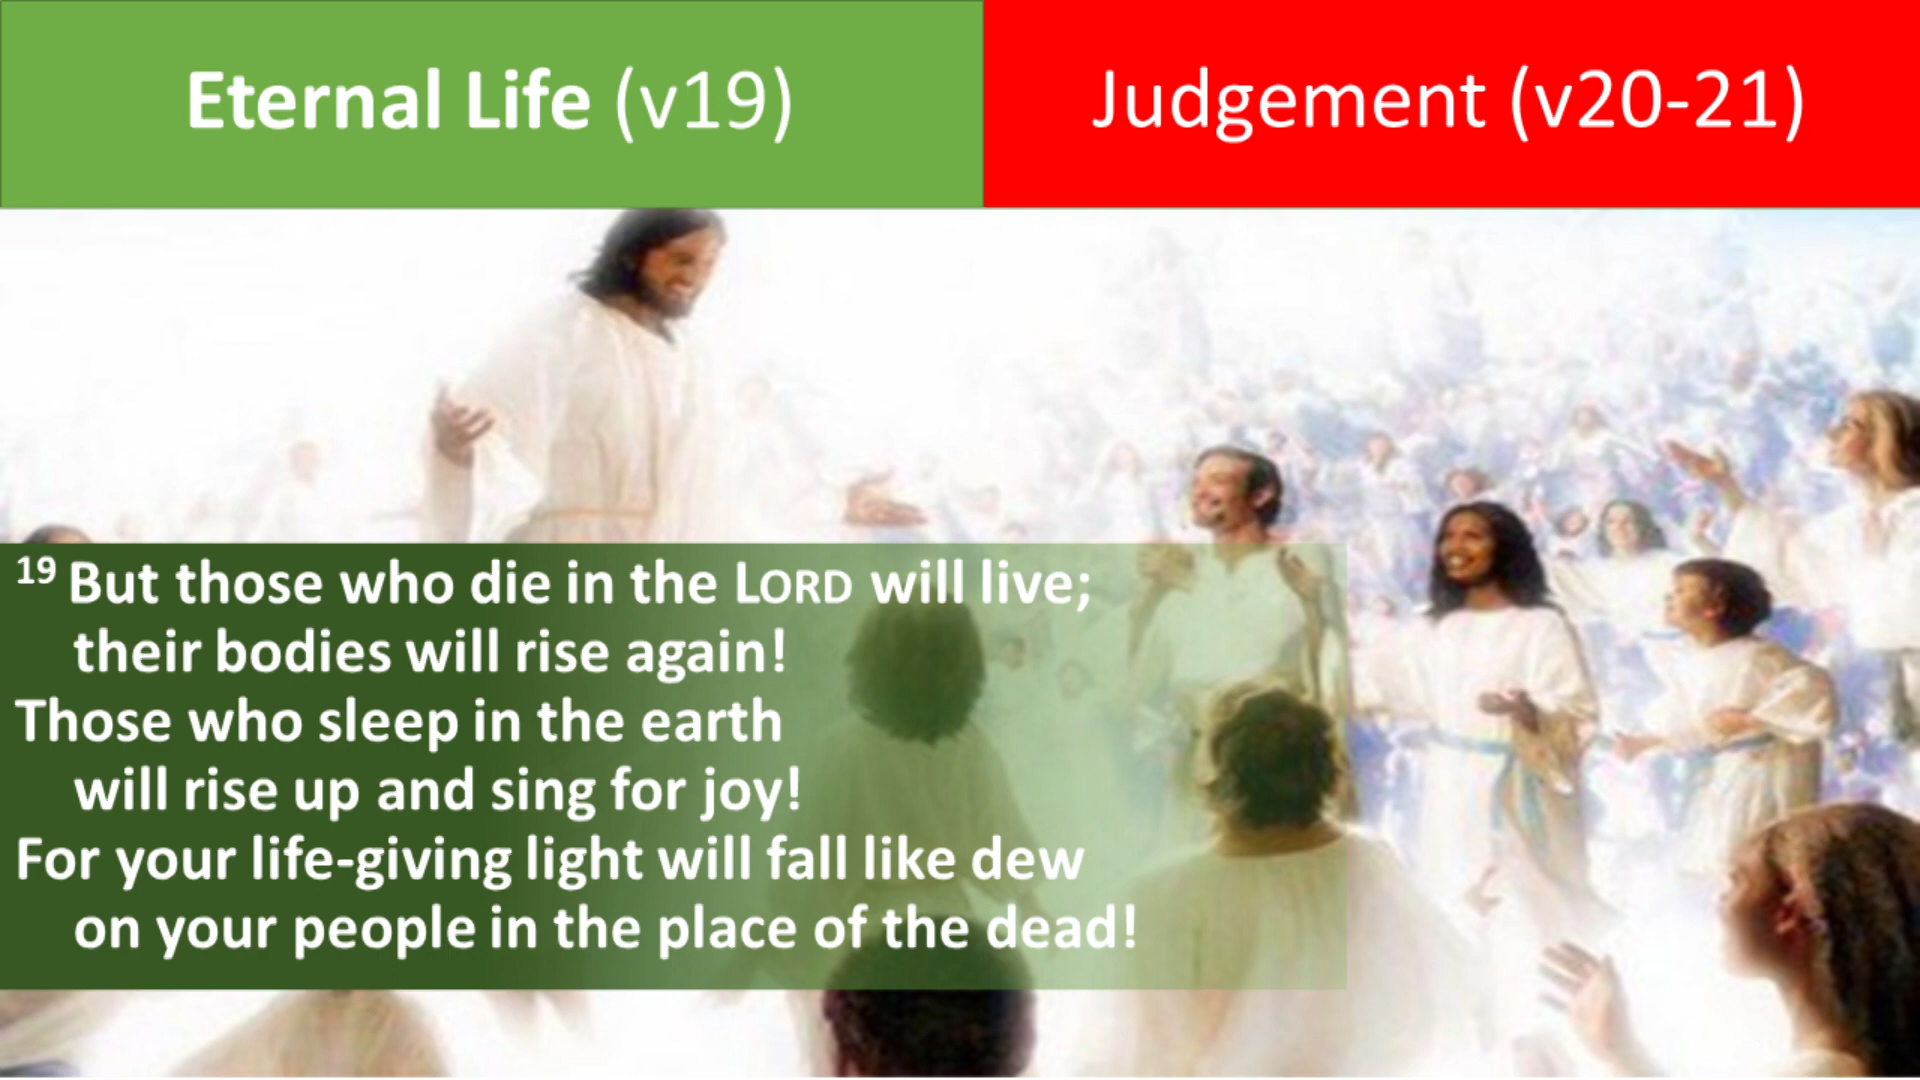 Eternal Life (v19)
Judgement (v20-21)
19 But those who die in the LORD will live;
their bodies will rise again!
Those who sleep in the earth
will rise up and sing for joy!
For your life-giving light will fall like dew
on your people in the place of the dead!